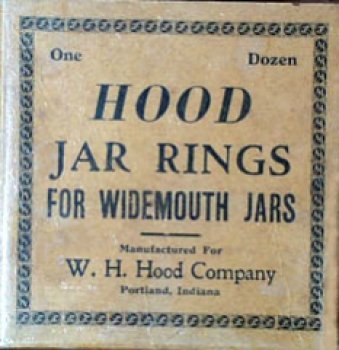 One Dozen
HOOD
JAR RINGS
FOR WIDEMOUTH JARS
Manufactured For
W. H. Hood Company
Portland, Indiana